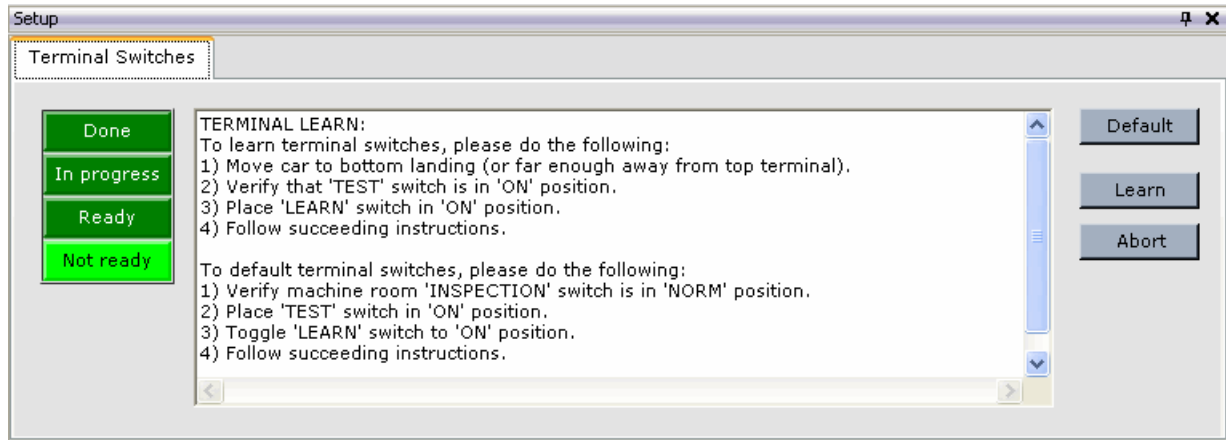 Setup
Terminal Switches
Done
In progress
Ready
Not ready
TERMINAL LEARN:
To learn terminal switches, please do the following:
1) Move car to bottom landing (or far enough away from top terminal).
2) Verify that 'TEST' switch is in 'ON' position.
3) Place 'LEARN' switch in 'ON' position.
4) Follow succeeding instructions.
To default terminal switches, please do the following:
1) Verify machine room 'INSPECTION' switch is in 'NORM' position.
2) Place 'TEST' switch in 'ON' position.
3) Toggle 'LEARN' switch to 'ON' position.
4) Follow succeeding instructions.
Default
Learn
Abort